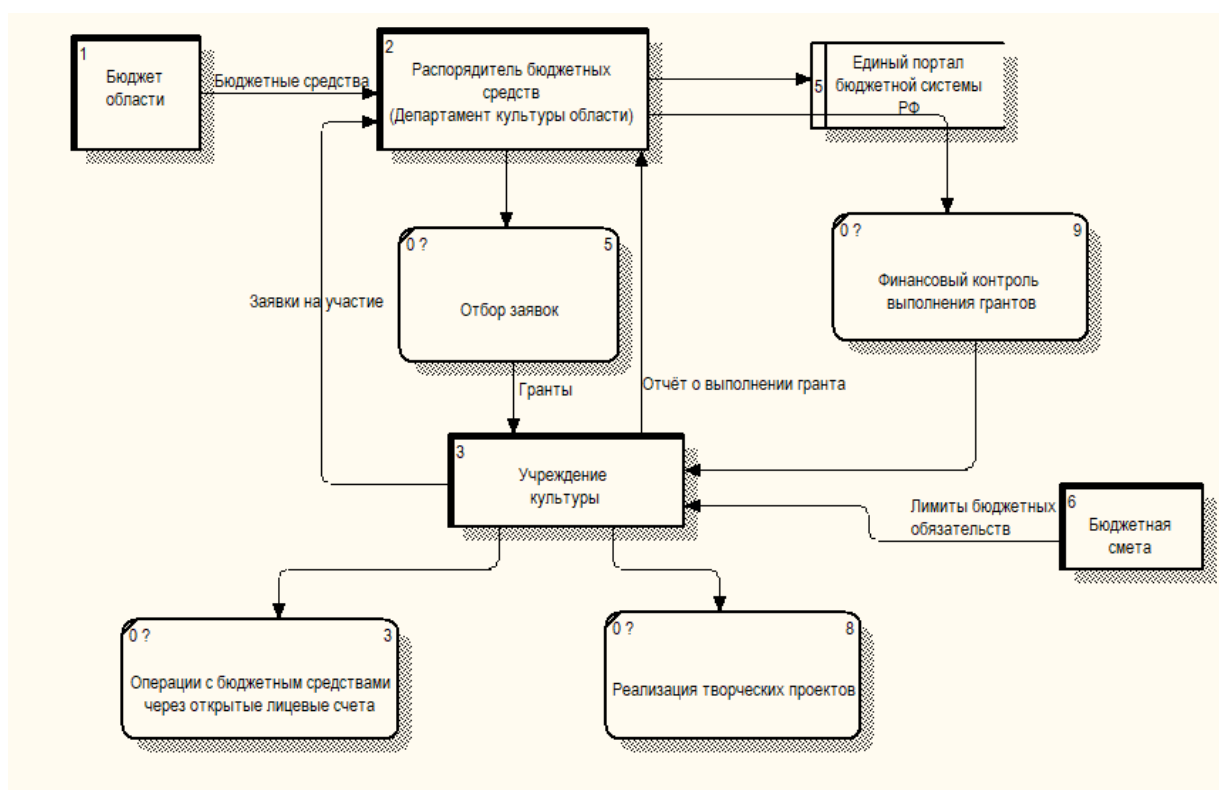 1
Бюджет
области
Бюджетные средства
2
Распорядитель бюджетных
средств
(Департамент культуры области)
5
Единый портал
бюджетной системы
РФ
0 ?
5
Отбор заявок
0 ?
9
Финансовый контроль
выполнения грантов
Заявки на участие
Гранты
Отчёт о выполнении гранта
3
Учреждение
культуры
Лимиты бюджетных
обязательств
6
Бюджетная
смета
0 ?
3
Операции с бюджетным средствами
через открытые лицевые счета
0 ?
8
Реализация творческих проектов